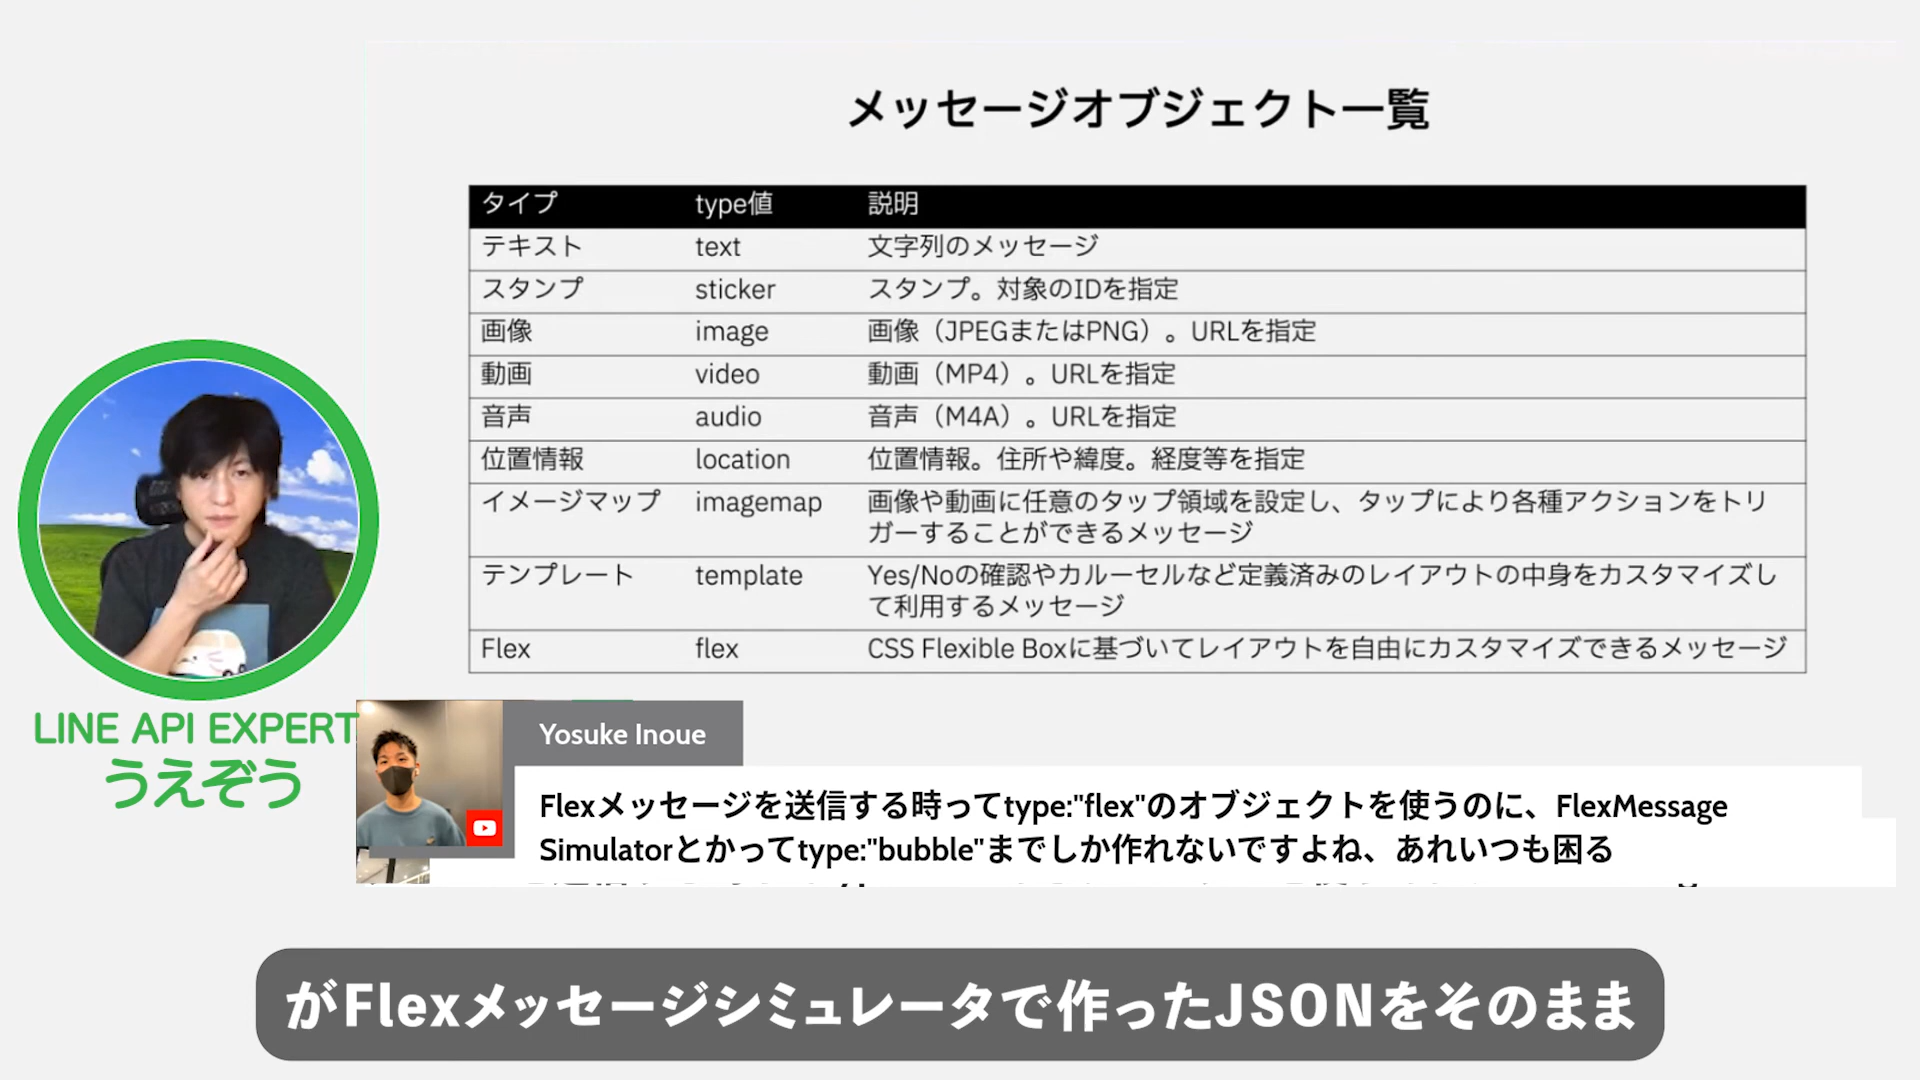 メッセージオブジェクト一覧
タイプ type値 説明
テキスト text 文字列のメッセージ
スタンプ sticker スタンプ。対象のIDを指定
画像 image 画像（JPEGまたはPNG）。URLを指定
動画 video 動画（MP4）。URLを指定
音声 audio 音声（M4A）。URLを指定
位置情報 location 位置情報。住所や緯度。経度等を指定
イメージマップ imagemap 画像や動画に任意のタップ領域を設定し、タップにより各種アクションをトリ
ガーすることができるメッセージ
テンプレート template Yes/Noの確認やカルーセルなど定義済みのレイアウトの中身をカスタマイズし
て利用するメッセージ
Flex flex CSS Flexible Boxに基づいてレイアウトを自由にカスタマイズできるメッセージ
LINE API EXPERT
うえぞう
Yosuke Inoue
Flexメッセージを送信する時ってtype:"flex"のオブジェクトを使うのに、FlexMessage
Simulatorとかってtype:"bubble"までしか作れないですよね、あれいつも困る
がFlexメッセージシミュレータで作ったJSONをそのまま